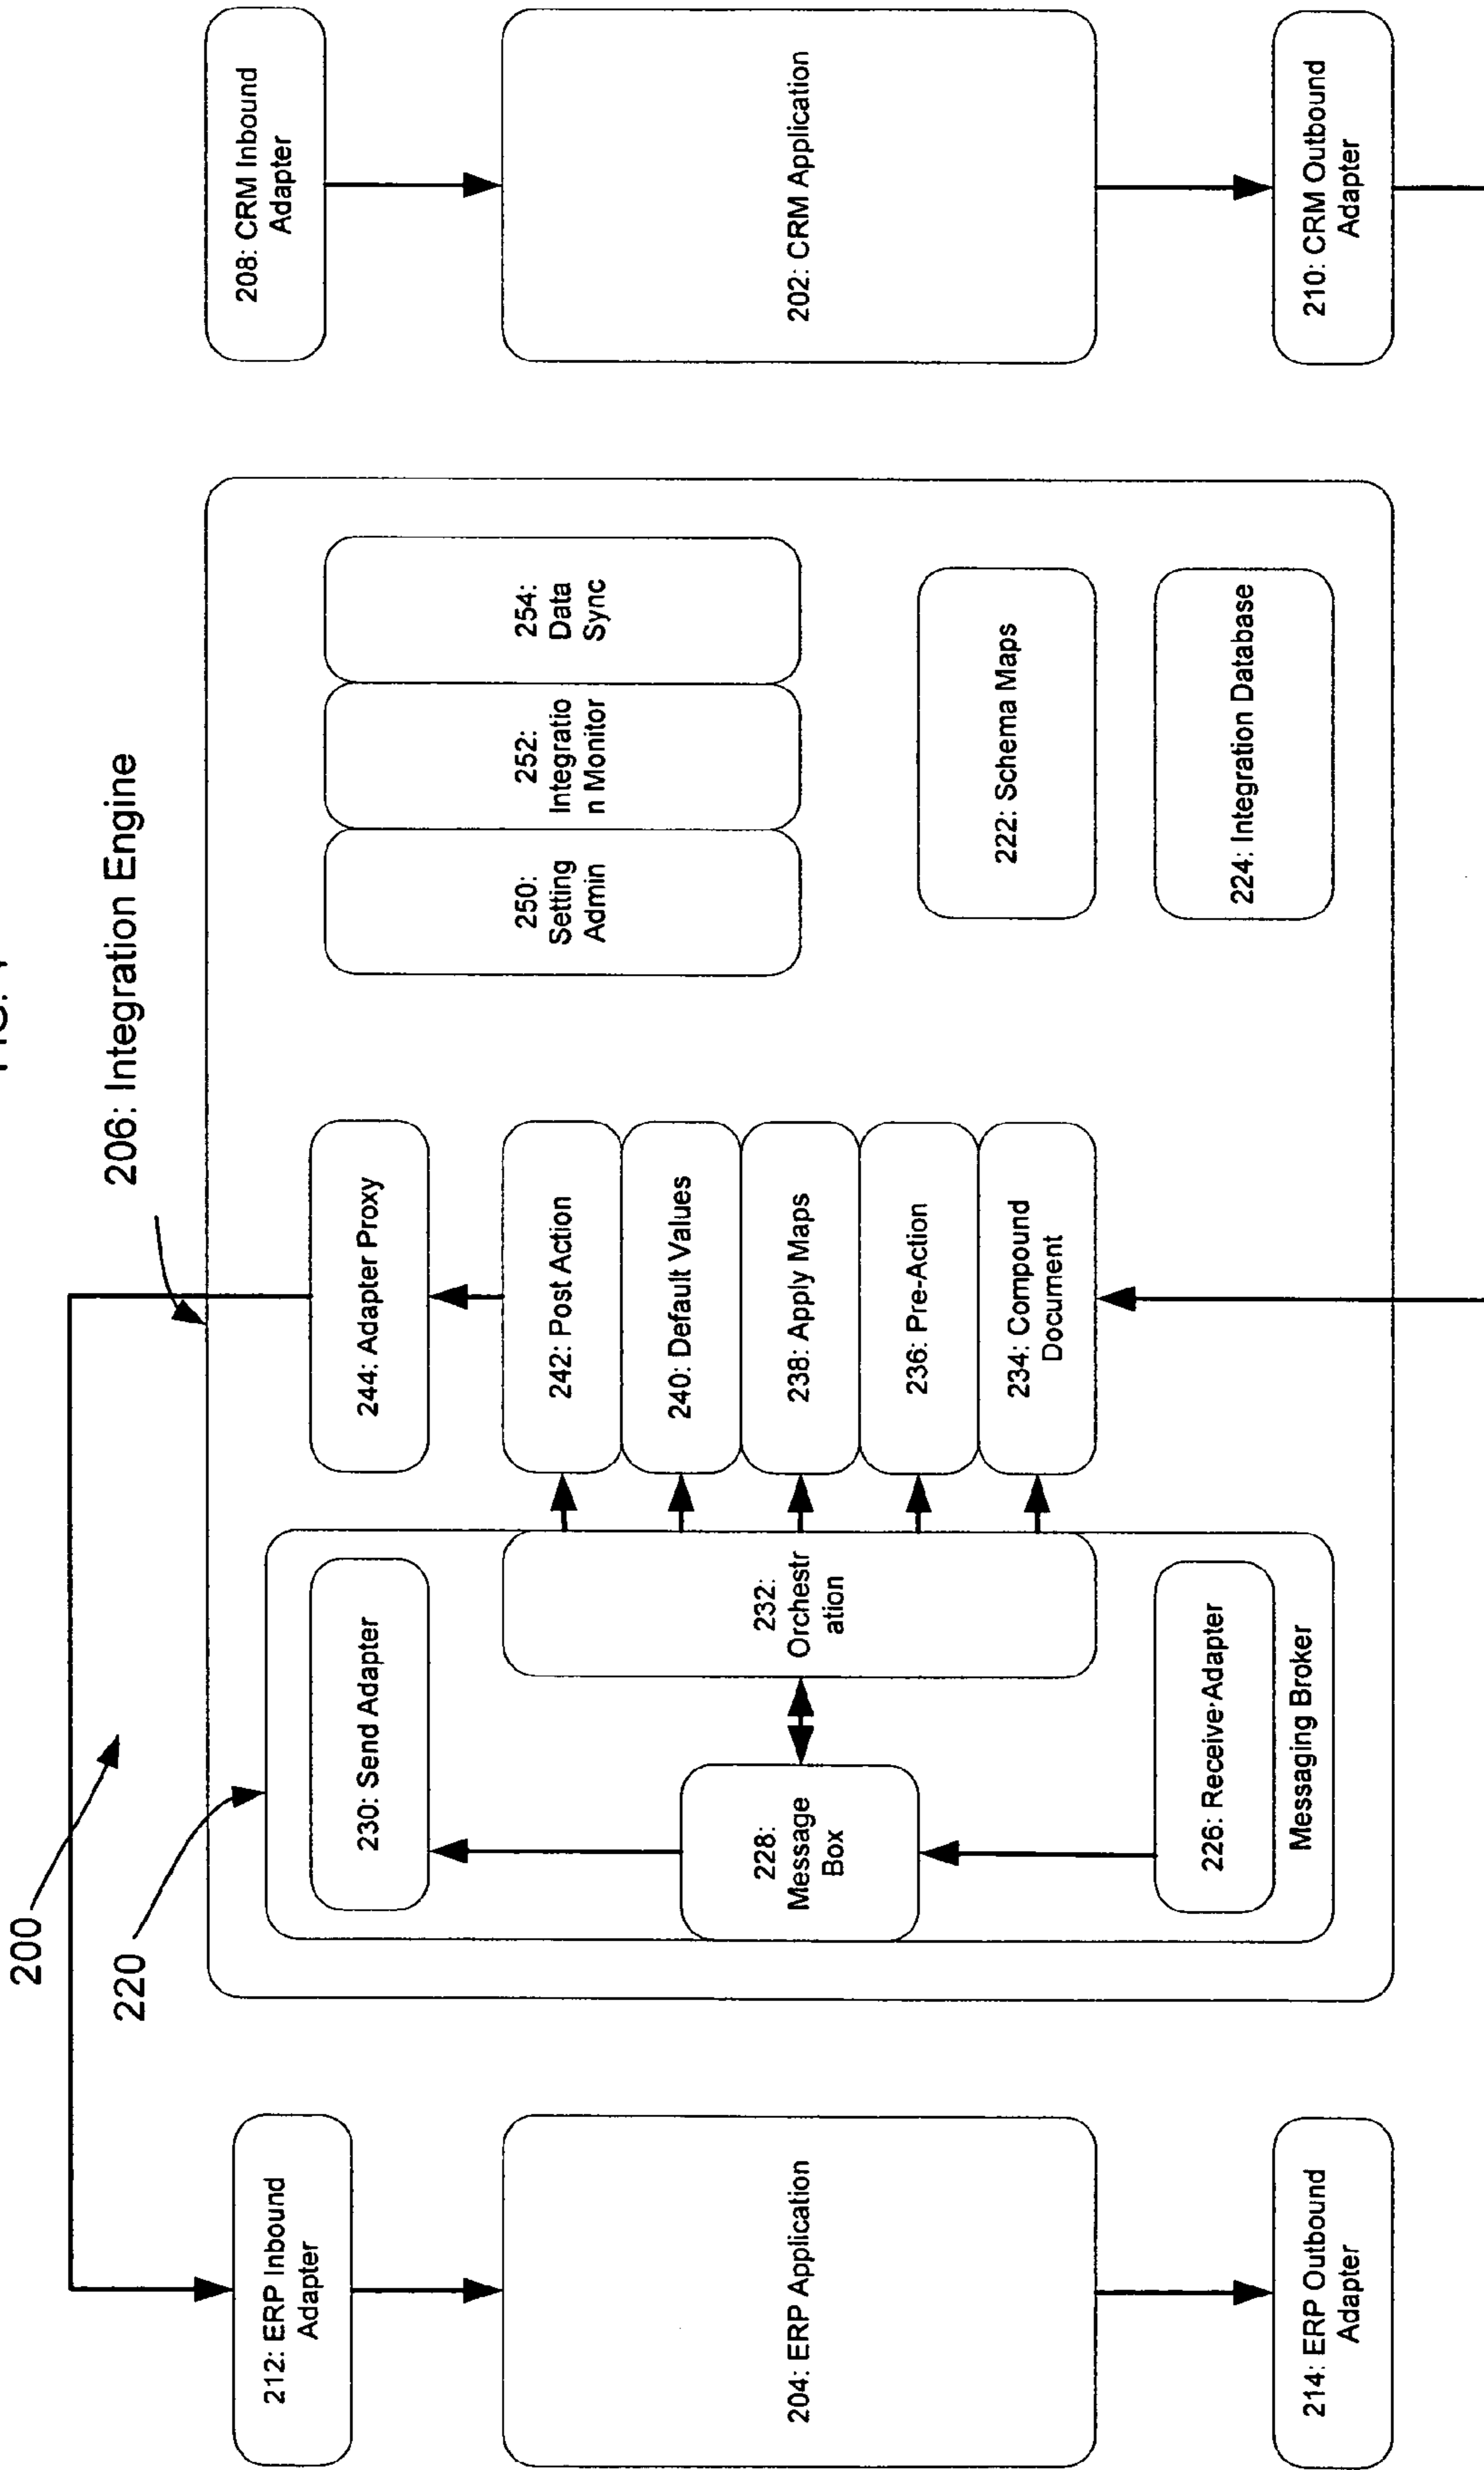 200
206: Integration Engine
220
212: ERP Inbound
Adapter
204: ERP Application
214: ERP Outbound
Adapter
230: Send Adapter
228:
Message
Box
232:
Orchestr
ation
226: Receive Adapter
Messaging Broker
244: Adapter Proxy
242: Post Action
240: Default Values
238: Apply Maps
236: Pre-Action
234: Compound
Document
250:
Setting
Admin
252:
Integratio
n Monitor
254:
Data
Sync
222: Schema Maps
224: Integration Database
208: CRM Inbound
Adapter
202: CRM Application
210: CRM Outbound
Adapter